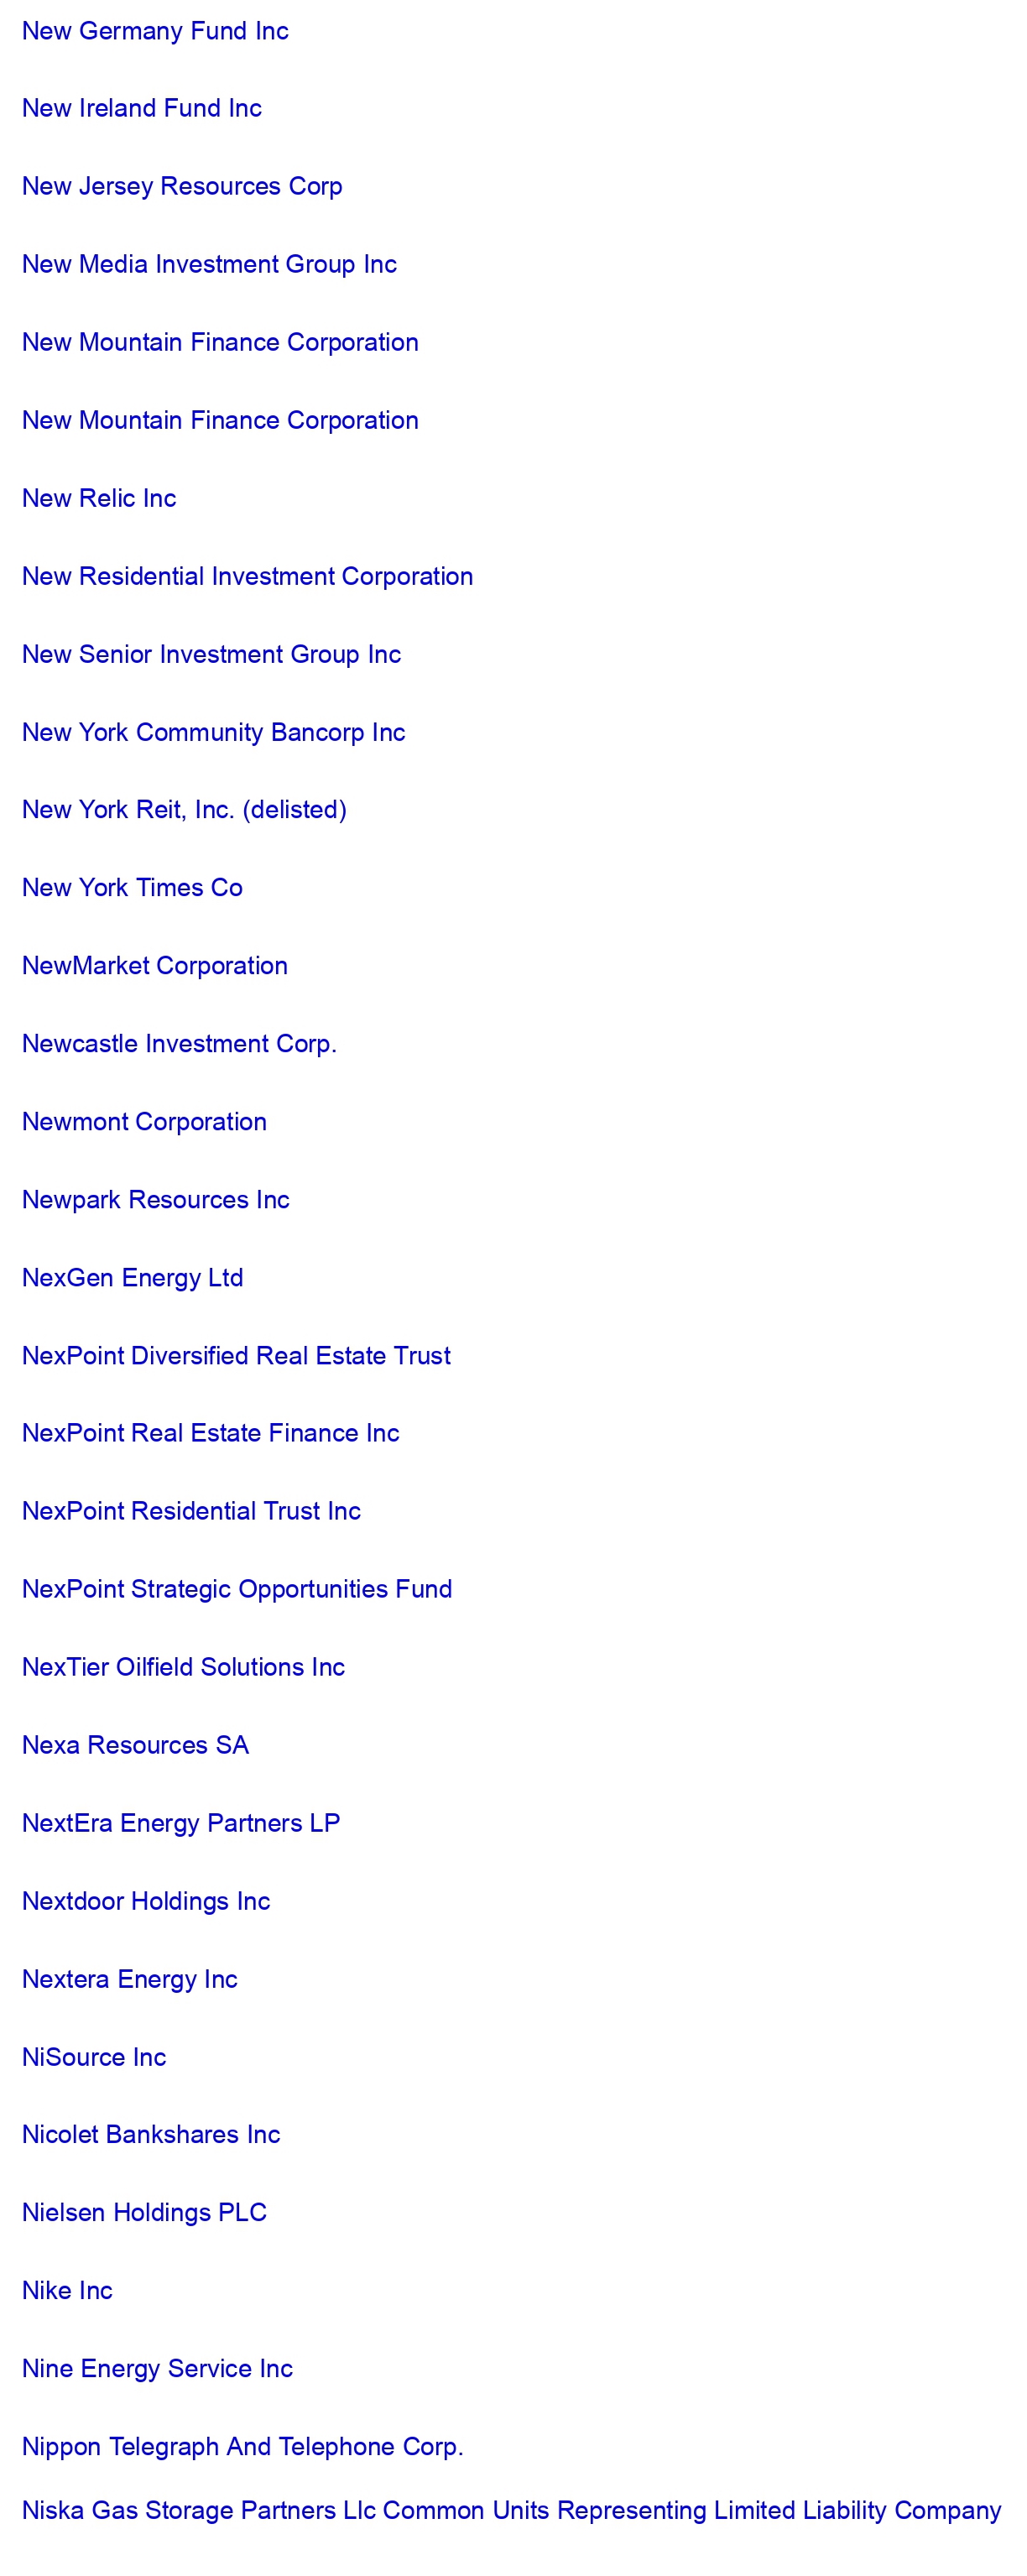 New Germany Fund Inc
New Ireland Fund Inc
New Jersey Resources Corp
New Media Investment Group Inc
New Mountain Finance Corporation
New Mountain Finance Corporation
New Relic Inc
New Residential Investment Corporation
New Senior Investment Group Inc
New York Community Bancorp Inc
New York Reit, Inc. (delisted)
New York Times Co
NewMarket Corporation
Newcastle Investment Corp.
Newmont Corporation
Newpark Resources Inc
NexGen Energy Ltd
NexPoint Diversified Real Estate Trust
NexPoint Real Estate Finance Inc
NexPoint Residential Trust Inc
NexPoint Strategic Opportunities Fund
NexTier Oilfield Solutions Inc
Nexa Resources SA
NextEra Energy Partners LP
Nextdoor Holdings Inc
Nextera Energy Inc
NiSource Inc
Nicolet Bankshares Inc
Nielsen Holdings PLC
Nike Inc
Nine Energy Service Inc
Nippon Telegraph And Telephone Corp.
Niska Gas Storage Partners Llc Common Units Representing Limited Liability Company